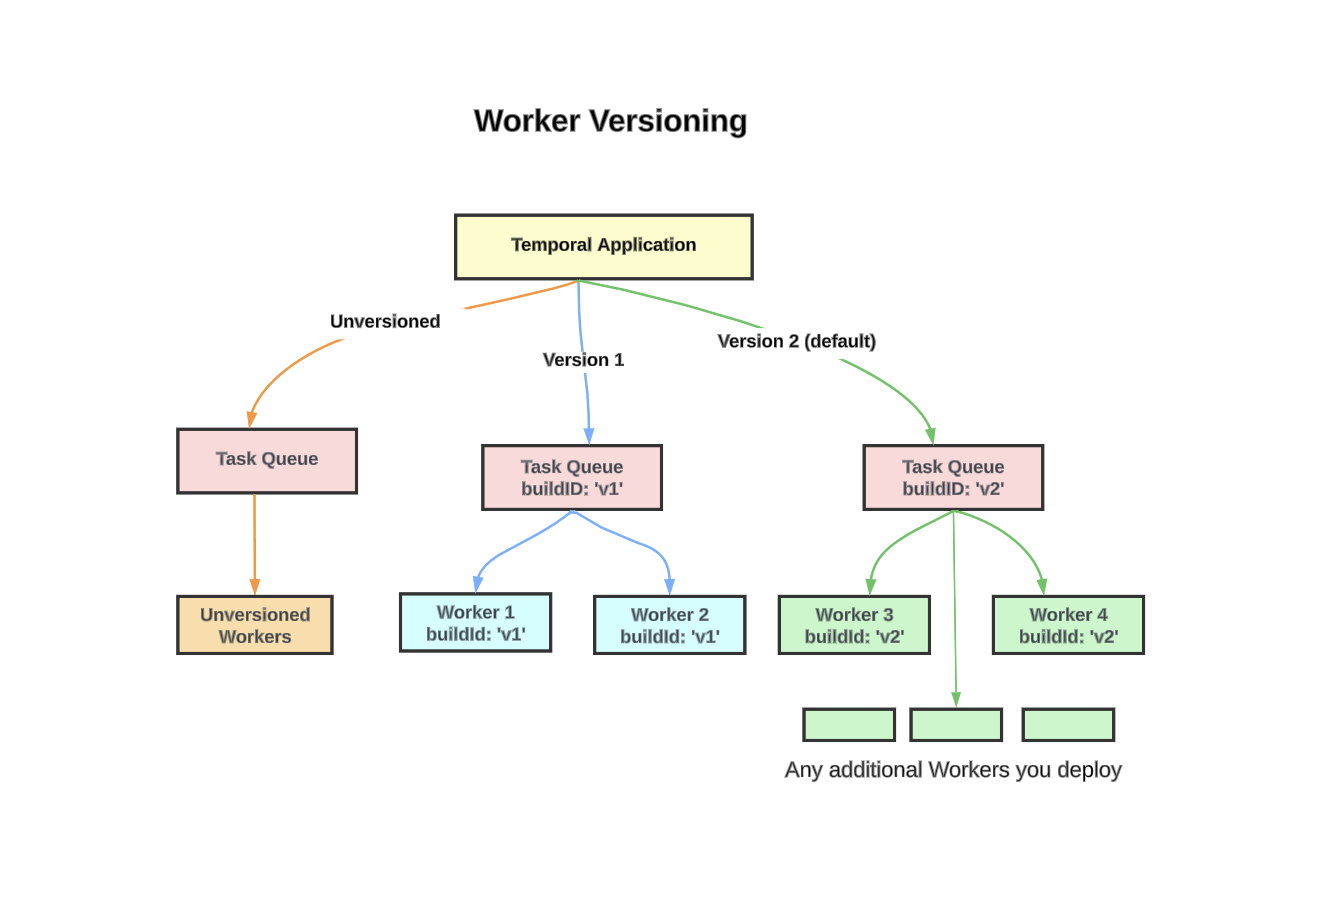 Worker Versioning
Temporal Application
Unversioned
Version 1
Version 2 (default)
Task Queue
Task Queue
buildID: 'v1'
Task Queue
buildID: 'v2'
Unversioned
Workers
Worker 1
buildId: 'v1'
Worker 2
buildId: 'v1'
Worker 3
buildId: 'v2'
Worker 4
buildId: 'v2'
Any additional Workers you deploy